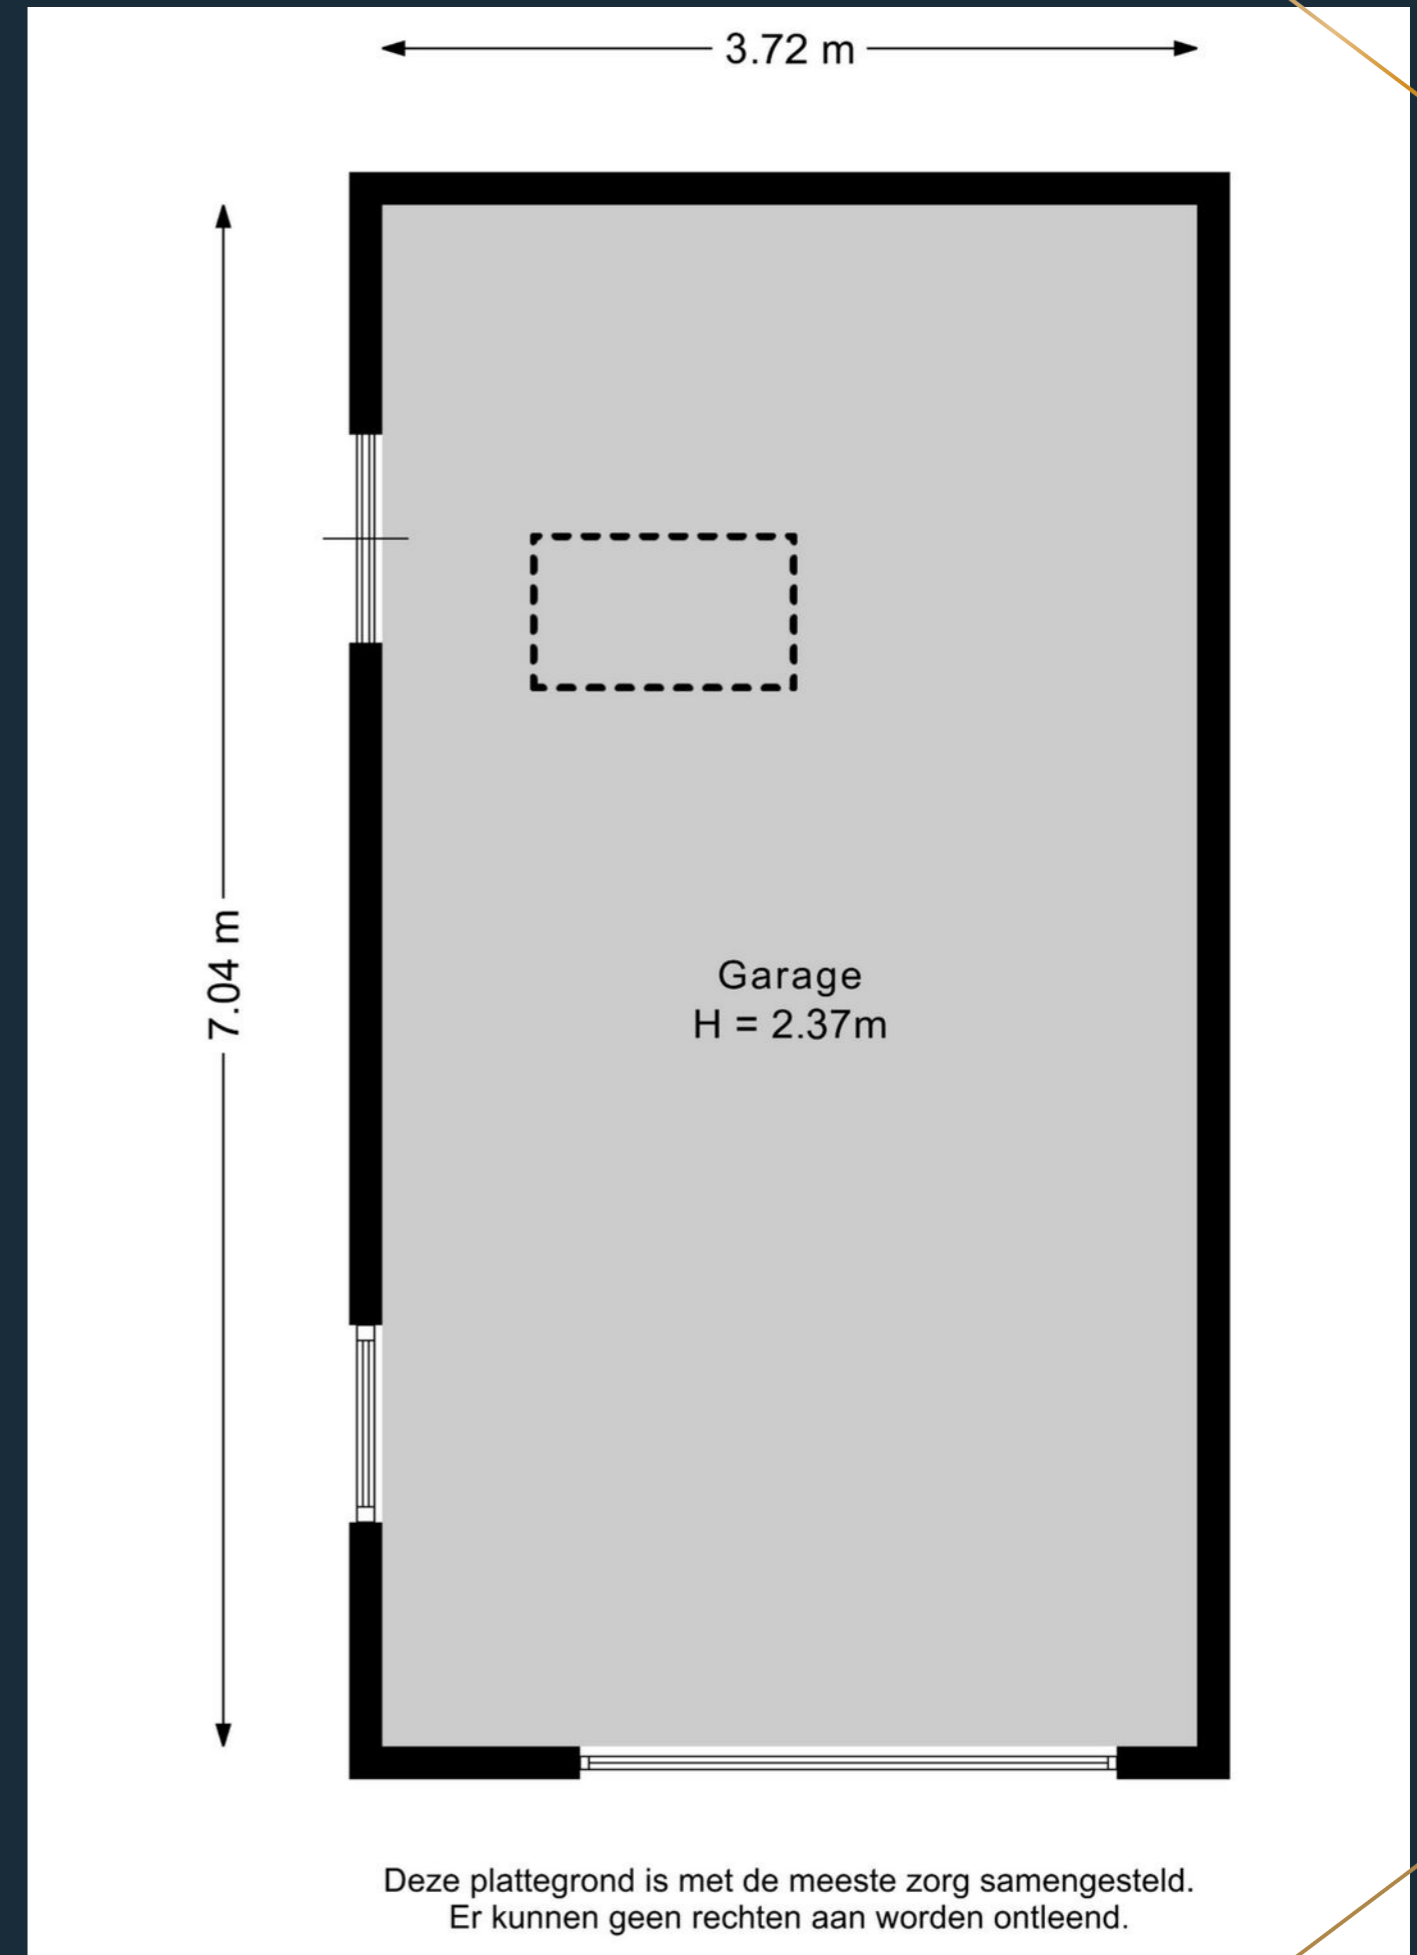 3.72 m
7.04 m
Garage
H = 2.37m
Deze plattegrond is met de meeste zorg samengesteld.
Er kunnen geen rechten aan worden ontleend.